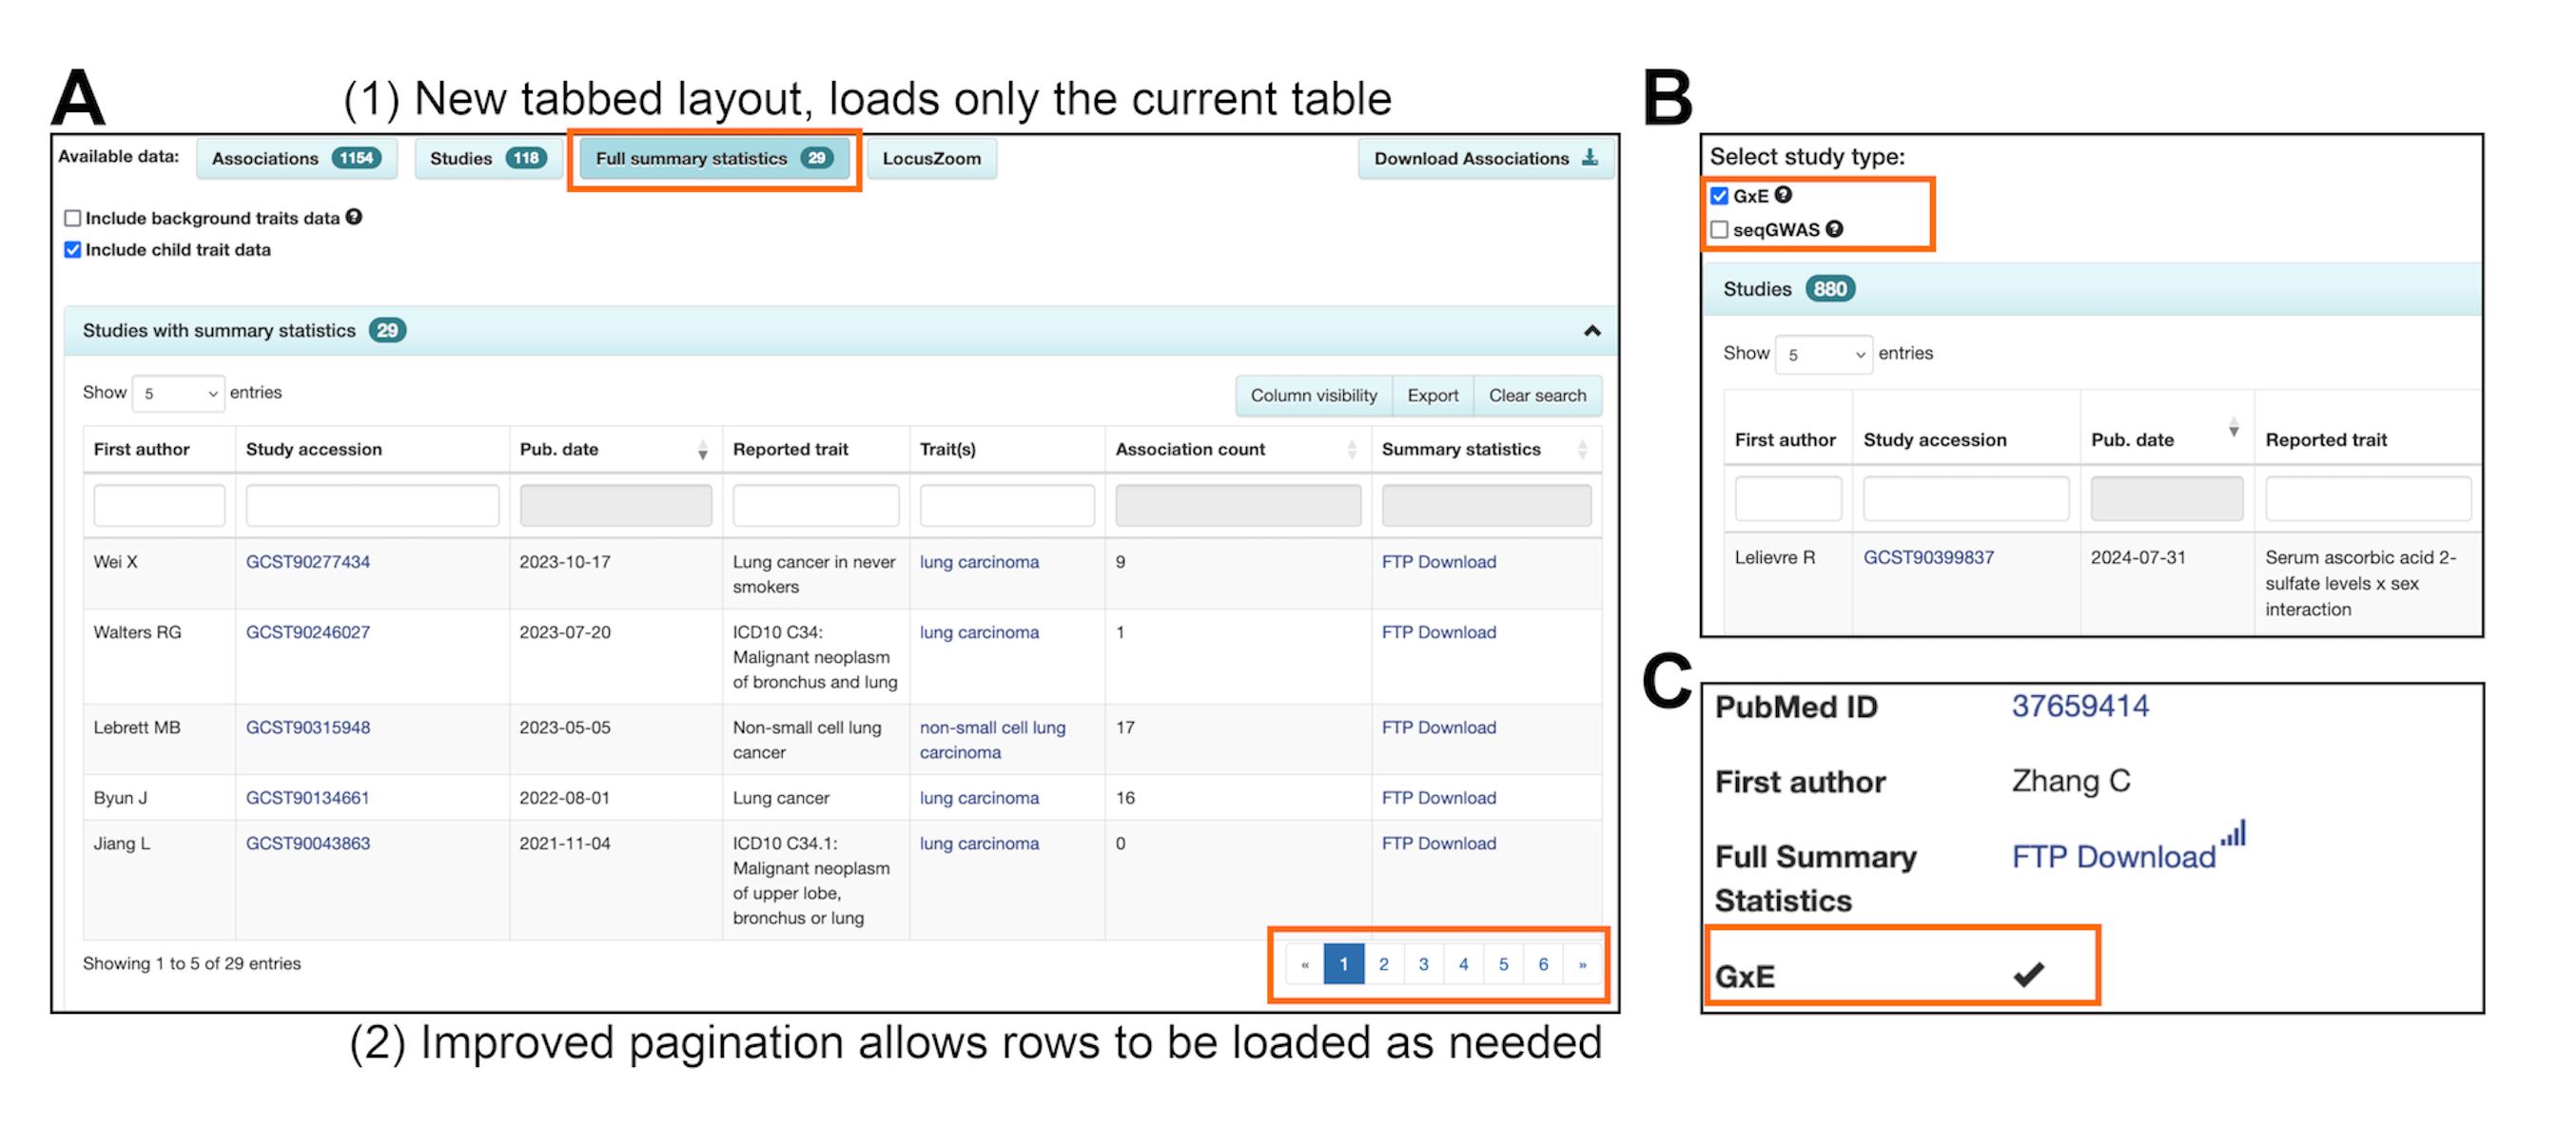 A
(1) New tabbed layout, loads only the current table
Available data: Associations 1154 Studies 118 Full summary statistics 29 LocusZoom Download Associations
Include background traits data ?
Include child trait data
Studies with summary statistics 29
Show 5 entries Column visibility Export Clear search
First author Study accession Pub. date Reported trait Trait(s) Association count Summary statistics
Wei X GCST90277434 2023-10-17 Lung cancer in never lung carcinoma 9 FTP Download
smokers
Walters RG GCST90246027 2023-07-20 ICD10 C34: lung carcinoma 1 FTP Download
Malignant neoplasm
of bronchus and lung
Lebrett MB GCST90315948 2023-05-05 Non-small cell lung non-small cell lung 17 FTP Download
cancer carcinoma
Byun J GCST90134661 2022-08-01 Lung cancer lung carcinoma 16 FTP Download
Jiang L GCST90043863 2021-11-04 ICD10 C34.1: lung carcinoma 0 FTP Download
Malignant neoplasm
of upper lobe,
bronchus or lung
Showing 1 to 5 of 29 entries « 1 2 3 4 5 6 »
(2) Improved pagination allows rows to be loaded as needed
B
Select study type:
GxE ?
seqGWAS ?
Studies 880
Show 5 entries
First author Study accession Pub. date Reported trait
Lelievre R GCST90399837 2024-07-31 Serum ascorbic acid 2-
sulfate levels x sex
interaction
C
PubMed ID 37659414
First author Zhang C
Full Summary FTP Download
Statistics
GxE ✔